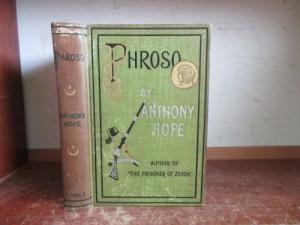 PHROSO
ANTHONY
HOPE
PHROSO
BY
ANTHONY
HOPE
AUTHOR OF
"THE PRISONER OF ZENDA"